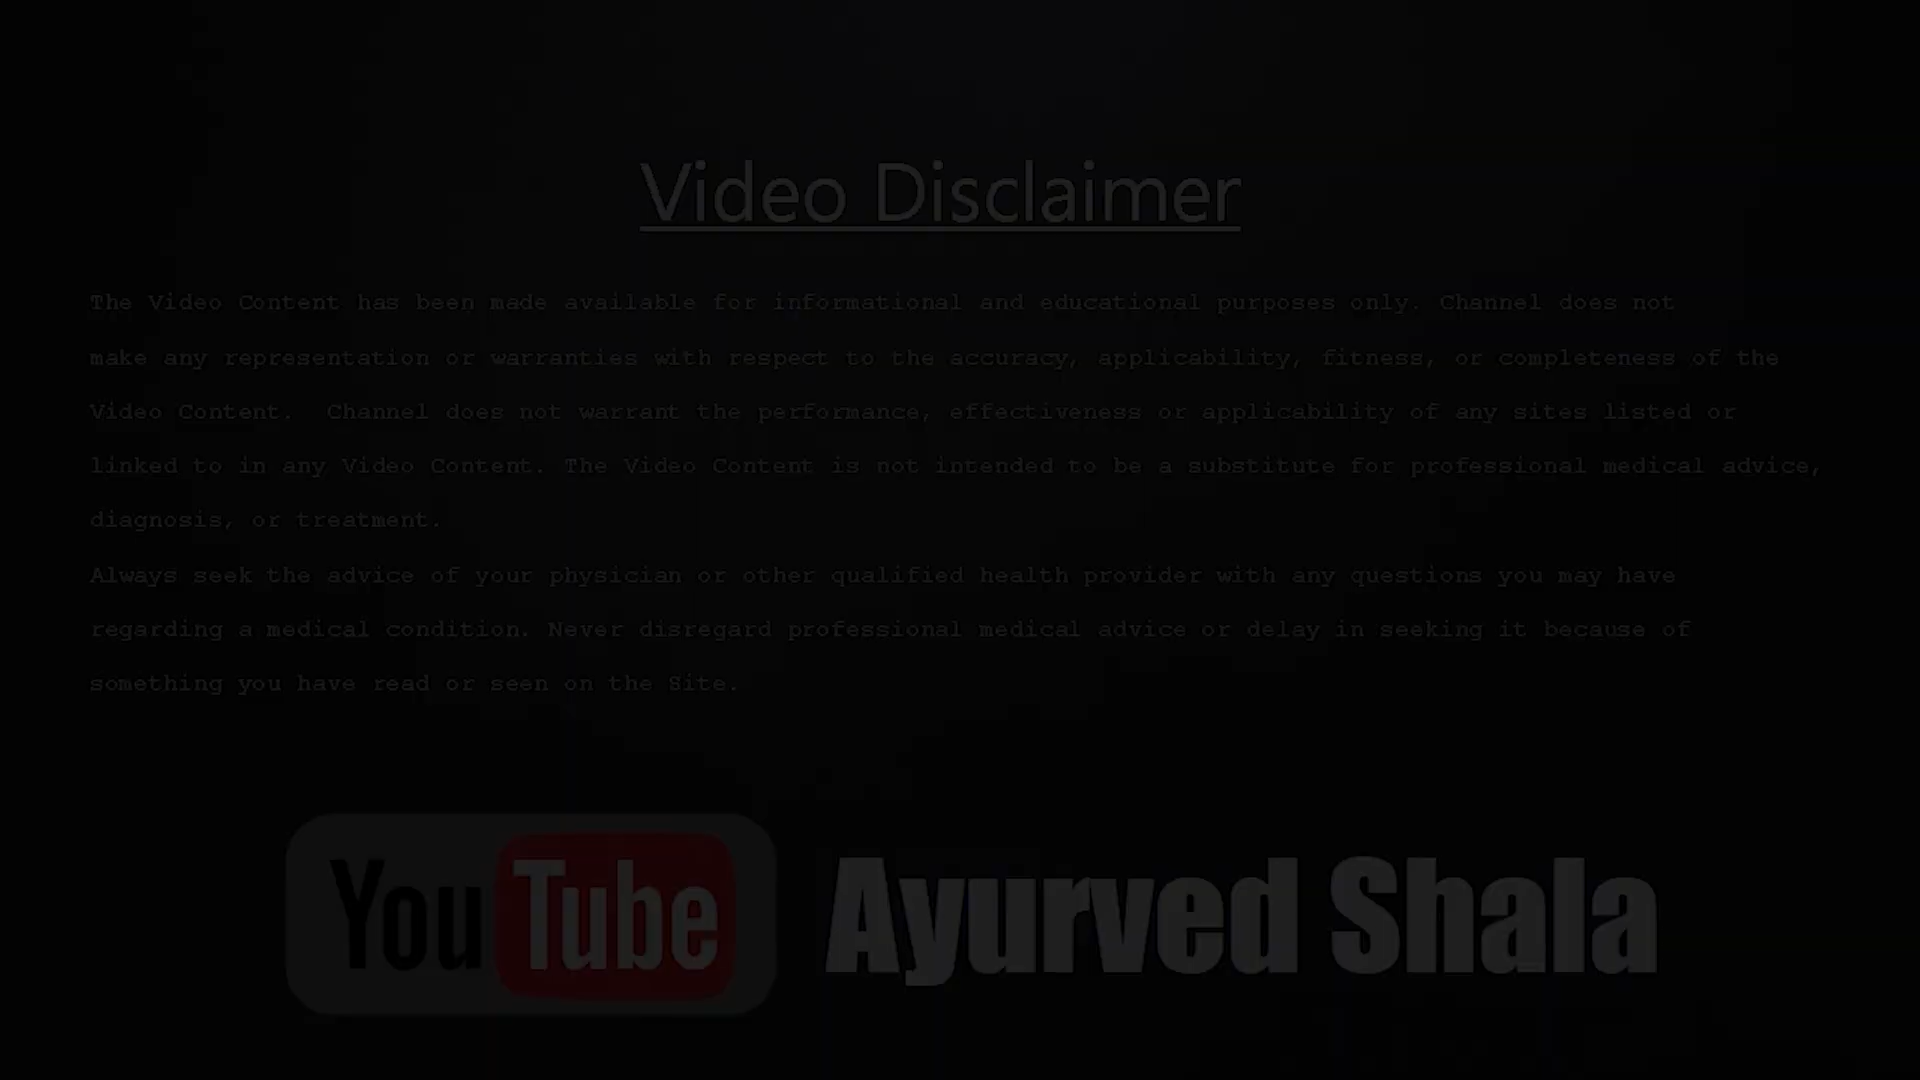 Video Disclaimer
The Video Content has been made available for informational and educational purposes only. Channel does not
make any representation or warranties with respect to the accuracy, applicability, fitness, or completeness of the
Video Content.  Channel does not warrant the performance, effectiveness or applicability of any sites listed or
linked to in any Video Content. The Video Content is not intended to be a substitute for professional medical advice,
diagnosis, or treatment.
Always seek the advice of your physician or other qualified health provider with any questions you may have
regarding a medical condition. Never disregard professional medical advice or delay in seeking it because of
something you have read or seen on the Site.
YouTube Ayurved Shala